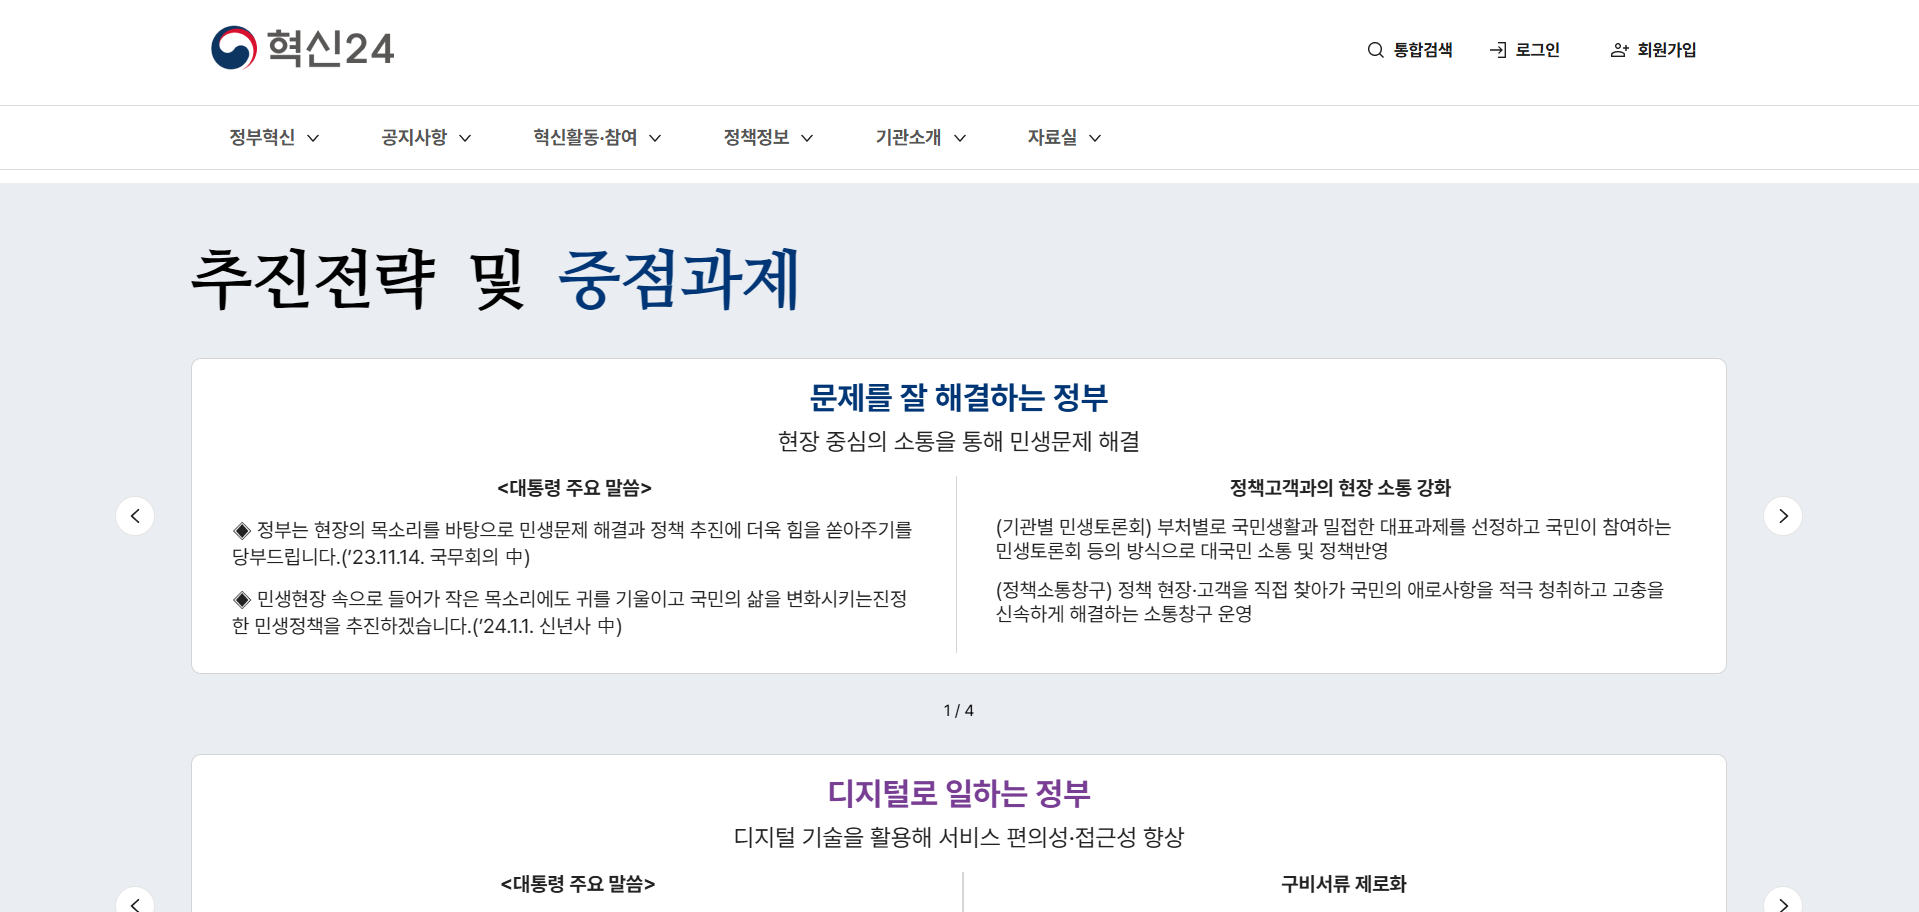 혁신24
통합검색 로그인 회원가입
정부혁신 공지사항 혁신활동·참여 정책정보 기관소개 자료실
추진전략 및 중점과제
문제를 잘 해결하는 정부
현장 중심의 소통을 통해 민생문제 해결
<대통령 주요 말씀>
◈ 정부는 현장의 목소리를 바탕으로 민생문제 해결과 정책 추진에 더욱 힘을 쏟아주기를
당부드립니다.(’23.11.14. 국무회의 中)
◈ 민생현장 속으로 들어가 작은 목소리에도 귀를 기울이고 국민의 삶을 변화시키는진정
한 민생정책을 추진하겠습니다.(’24.1.1. 신년사 中)
정책고객과의 현장 소통 강화
(기관별 민생토론회) 부처별로 국민생활과 밀접한 대표과제를 선정하고 국민이 참여하는
민생토론회 등의 방식으로 대국민 소통 및 정책반영
(정책소통창구) 정책 현장·고객을 직접 찾아가 국민의 애로사항을 적극 청취하고 고충을
신속하게 해결하는 소통창구 운영
1 / 4
디지털로 일하는 정부
디지털 기술을 활용해 서비스 편의성·접근성 향상
<대통령 주요 말씀>
구비서류 제로화